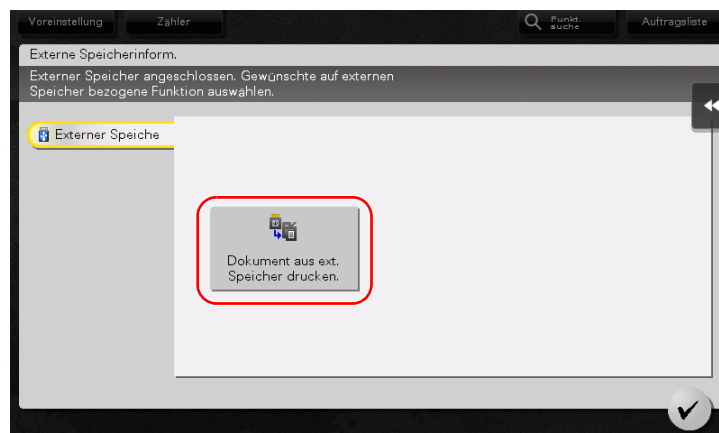 Voreinstellung Zähler Funkt. Auftragsliste
suche
Externe Speicherinform.
Externer Speicher angeschlossen. Gewünschte auf externen
Speicher bezogene Funktion auswählen.
Externer Speiche
Dokument aus ext.
Speicher drucken.